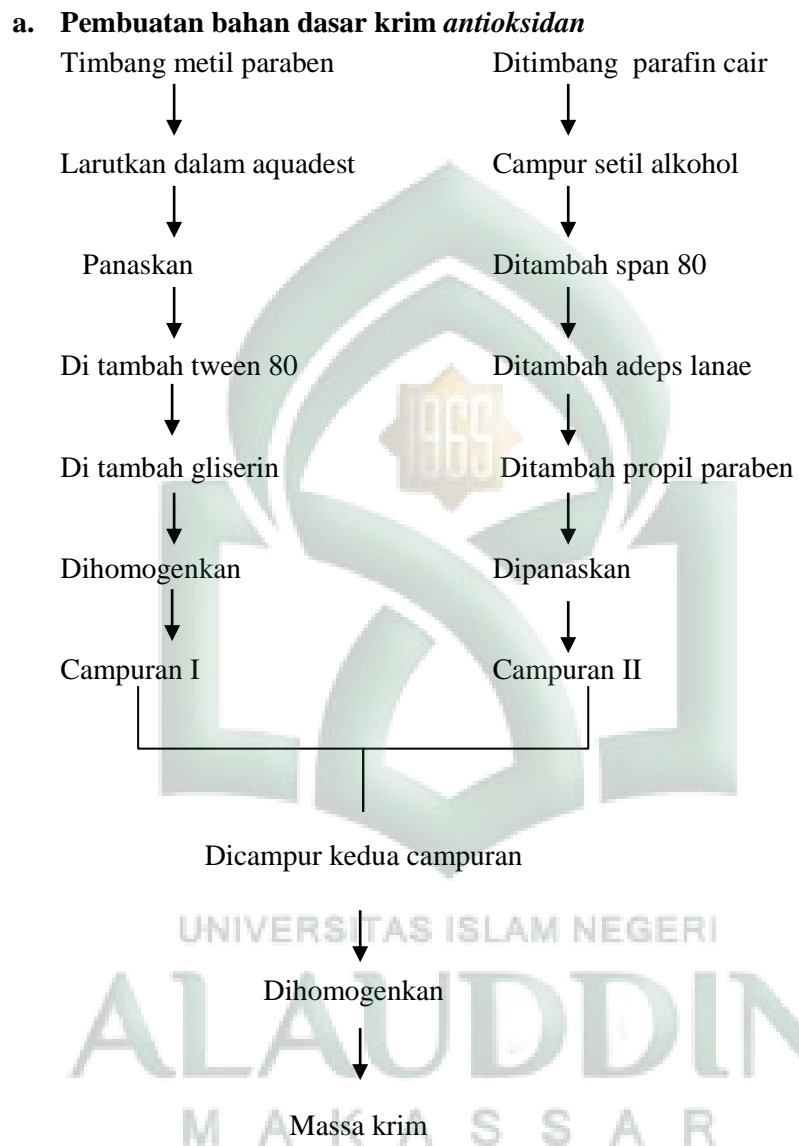 a. Pembuatan bahan dasar krim antioksidan
Timbang metil paraben
Larutkan dalam aquadest
Panaskan
Di tambah tween 80
Di tambah gliserin
Dihomogenkan
Campuran I
Ditimbang parafin cair
Campur setil alkohol
Ditambah span 80
Ditambah adeps lanae
Ditambah propil paraben
Dipanaskan
Campuran II
Dicampur kedua campuran
Dihomogenkan
Massa krim
1965
UNIVERSITAS ISLAM NEGERI
ALAUDDIN
MAKASSAR